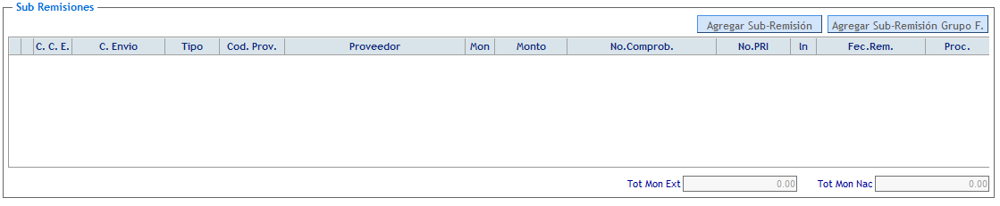 Sub Remisiones
Agregar Sub-Remisión Agregar Sub-Remisión Grupo F.
C. C. E. C. Envio Tipo Cod. Prov. Proveedor Mon Monto No.Comprob. No.PRI In Fec.Rem. Proc.
Tot Mon Ext 0.00 Tot Mon Nac 0.00